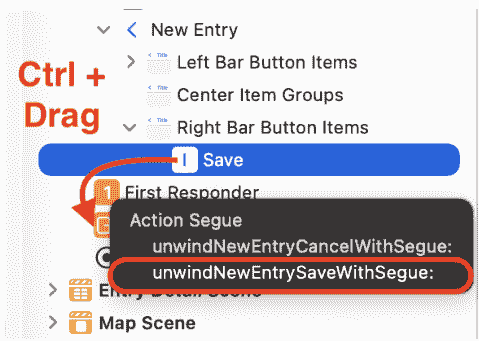 New Entry
Left Bar Button Items
Center Item Groups
Right Bar Button Items
Save
First Responder
Ctrl +
Drag
Action Segue
unwindNewEntryCancelWithSegue:
unwindNewEntrySaveWithSegue:
Entry Detail Scene
Map Scene